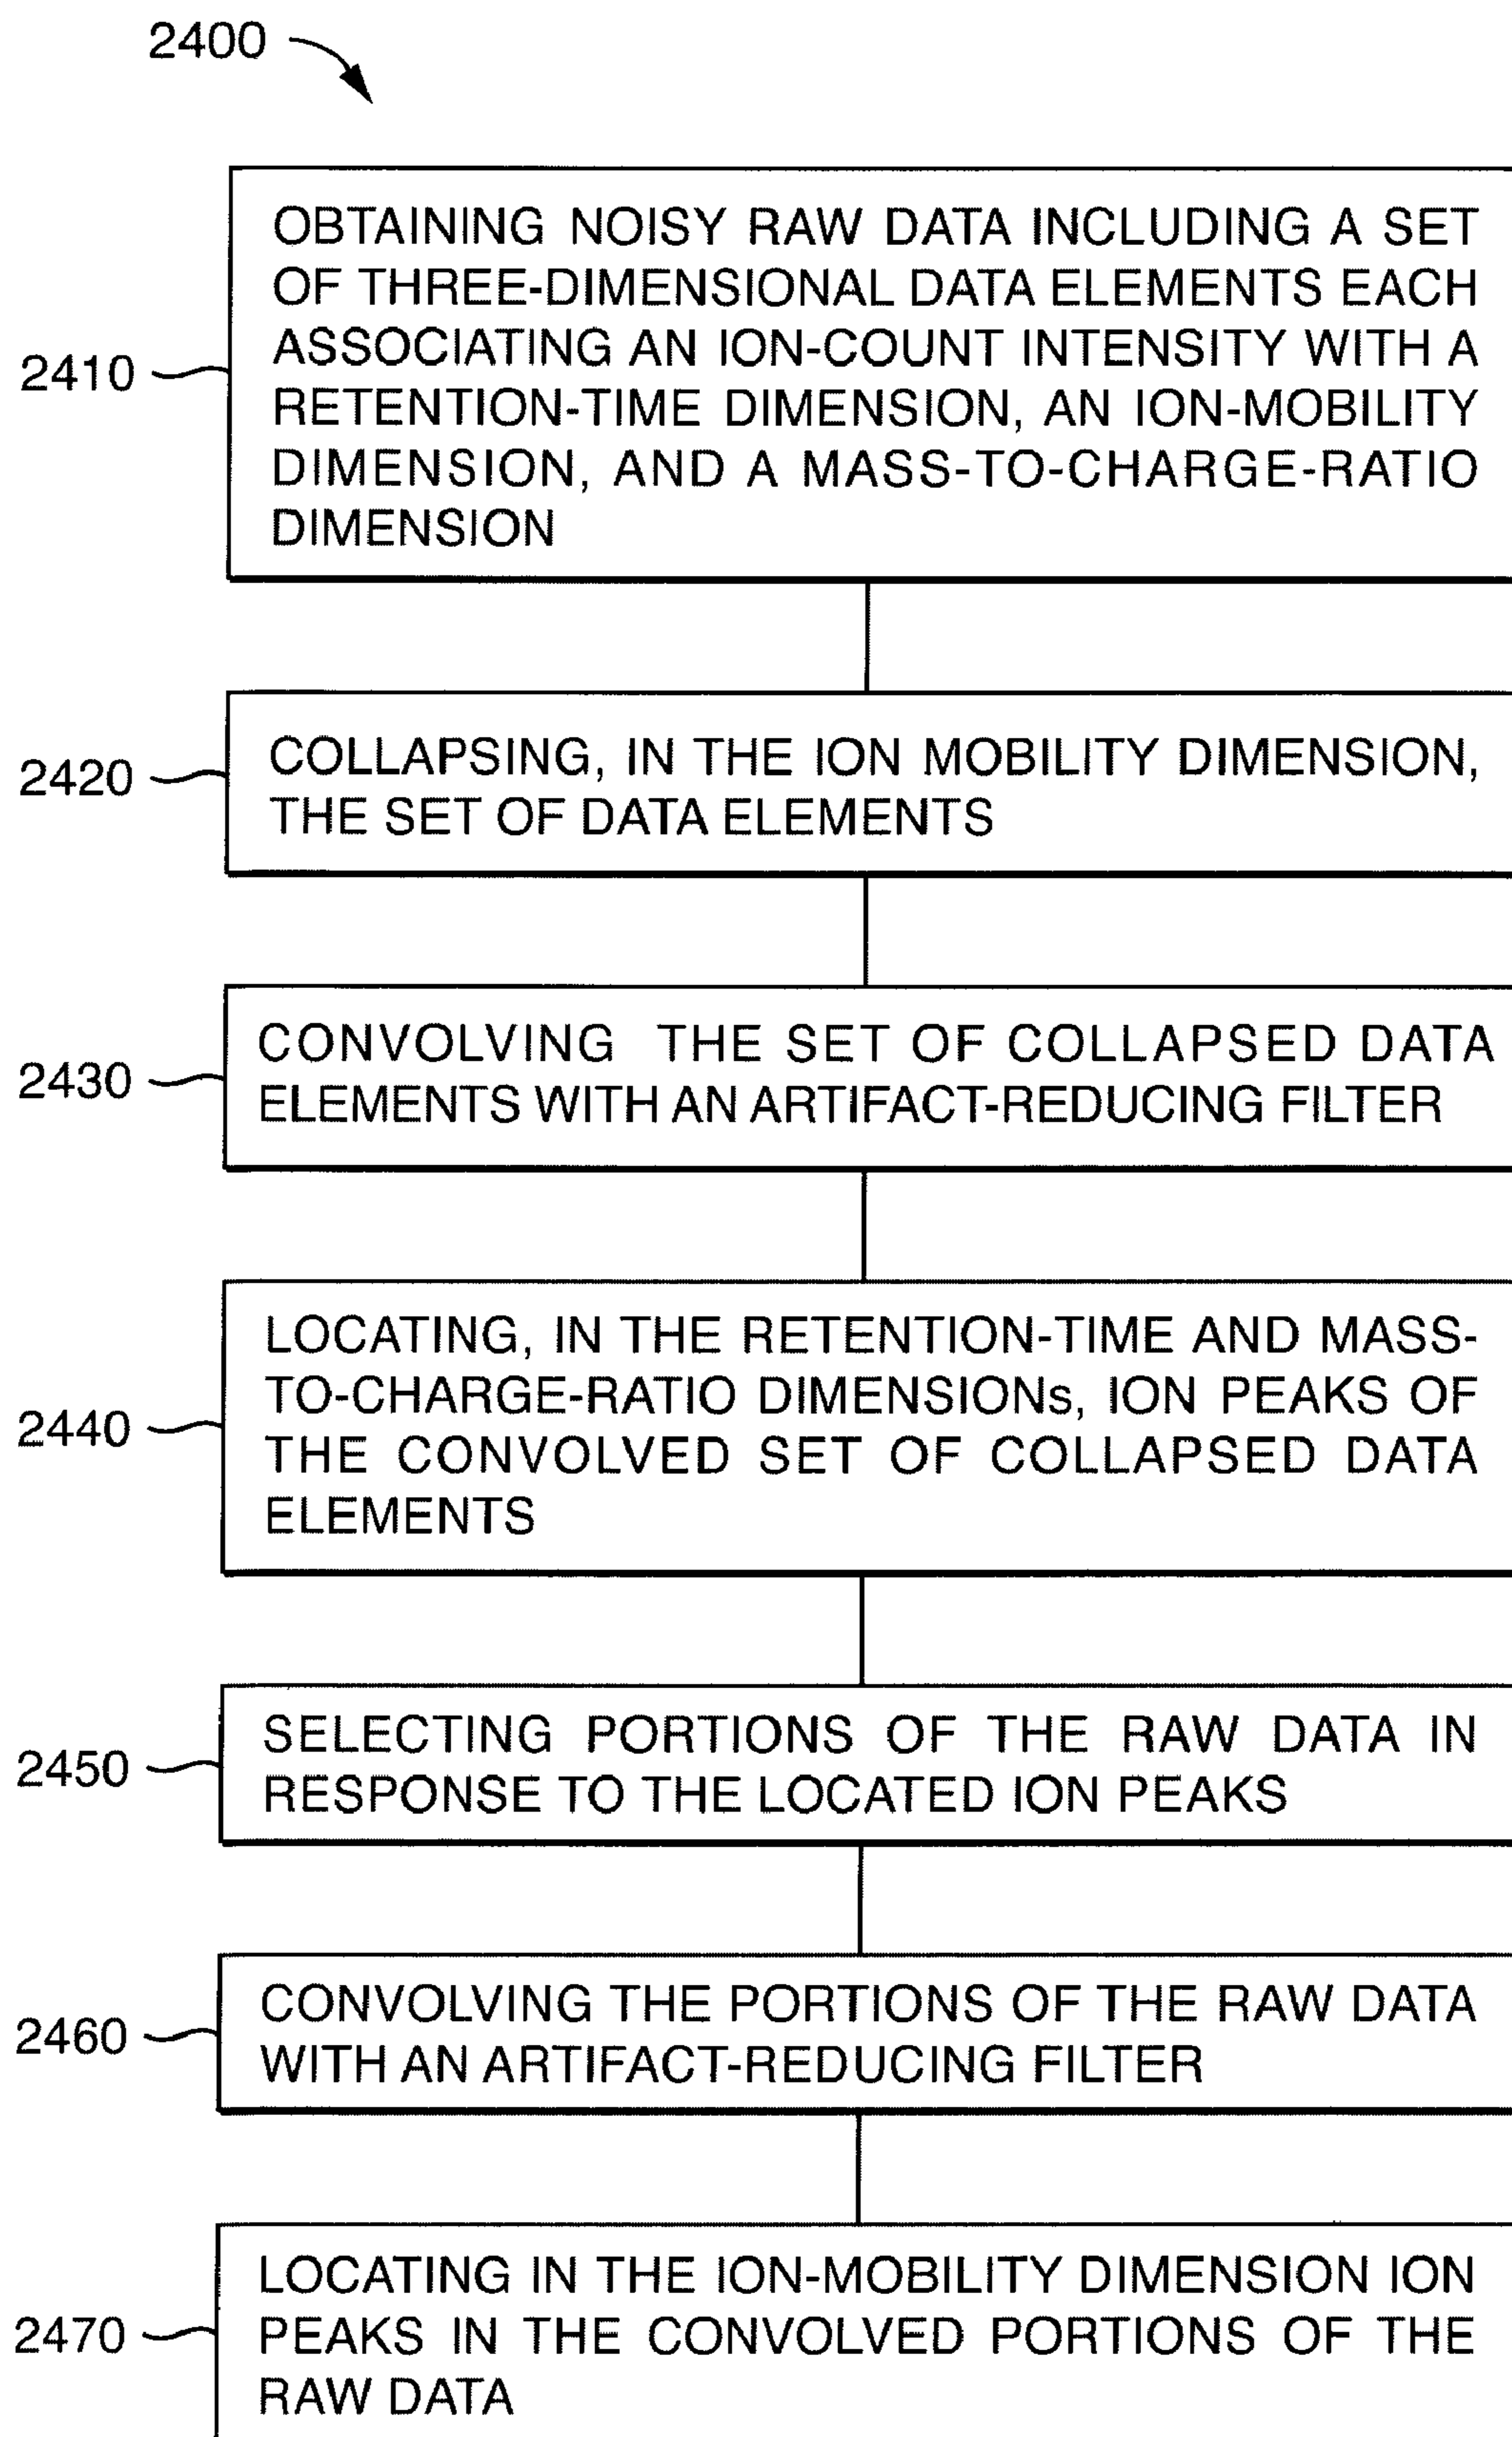 2400
2410
OBTAINING NOISY RAW DATA INCLUDING A SET
OF THREE-DIMENSIONAL DATA ELEMENTS EACH
ASSOCIATING AN ION-COUNT INTENSITY WITH A
RETENTION-TIME DIMENSION, AN ION-MOBILITY
DIMENSION, AND A MASS-TO-CHARGE-RATIO
DIMENSION
2420
COLLAPSING, IN THE ION MOBILITY DIMENSION,
THE SET OF DATA ELEMENTS
2430
CONVOLVING THE SET OF COLLAPSED DATA
ELEMENTS WITH AN ARTIFACT-REDUCING FILTER
2440
LOCATING, IN THE RETENTION-TIME AND MASS-
TO-CHARGE-RATIO DIMENSIONs, ION PEAKS OF
THE CONVOLVED SET OF COLLAPSED DATA
ELEMENTS
2450
SELECTING PORTIONS OF THE RAW DATA IN
RESPONSE TO THE LOCATED ION PEAKS
2460
CONVOLVING THE PORTIONS OF THE RAW DATA
WITH AN ARTIFACT-REDUCING FILTER
2470
LOCATING IN THE ION-MOBILITY DIMENSION ION
PEAKS IN THE CONVOLVED PORTIONS OF THE
RAW DATA